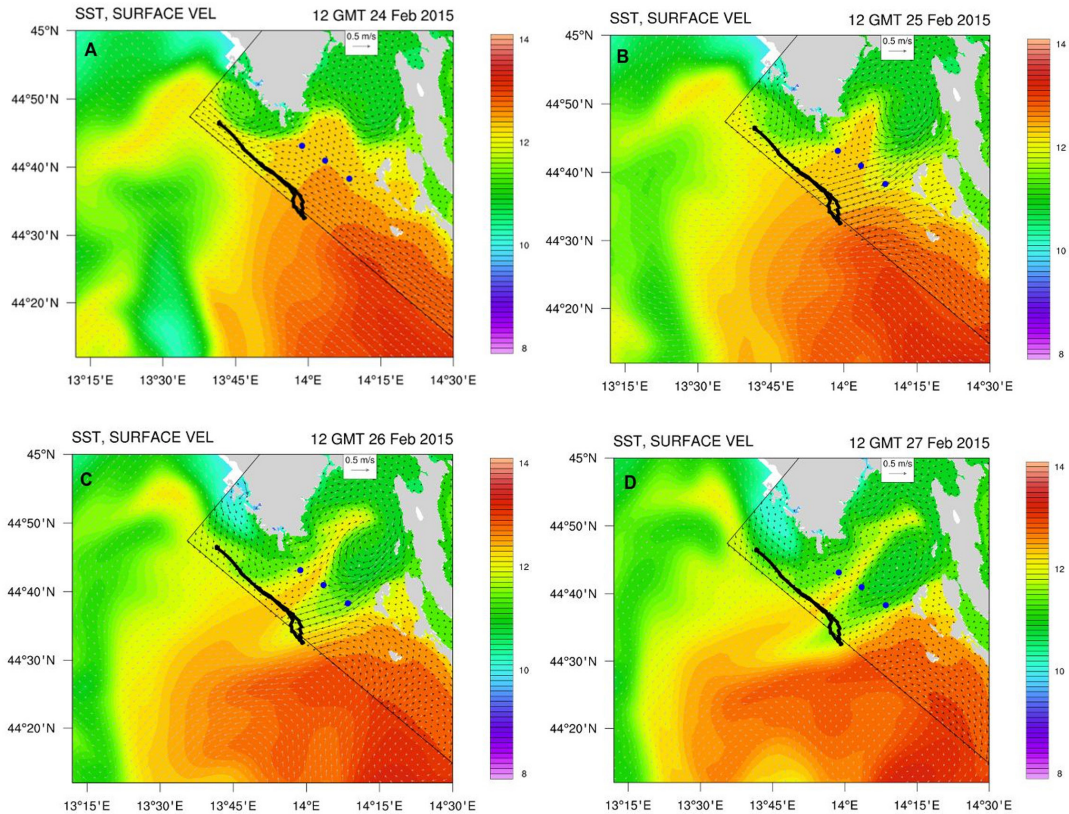 SST, SURFACE VEL 12 GMT 24 Feb 2015
A
0.5 m/s
45°N
44°50'N
44°40'N
44°30'N
44°20'N
13°15'E 13°30'E 13°45'E 14°E 14°15'E 14°30'E
14
12
10
8
SST, SURFACE VEL 12 GMT 25 Feb 2015
B
0.5 m/s
45°N
44°50'N
44°40'N
44°30'N
44°20'N
13°15'E 13°30'E 13°45'E 14°E 14°15'E 14°30'E
14
12
10
8
SST, SURFACE VEL 12 GMT 26 Feb 2015
C
0.5 m/s
45°N
44°50'N
44°40'N
44°30'N
44°20'N
13°15'E 13°30'E 13°45'E 14°E 14°15'E 14°30'E
14
12
10
8
SST, SURFACE VEL 12 GMT 27 Feb 2015
D
0.5 m/s
45°N
44°50'N
44°40'N
44°30'N
44°20'N
13°15'E 13°30'E 13°45'E 14°E 14°15'E 14°30'E
14
12
10
8